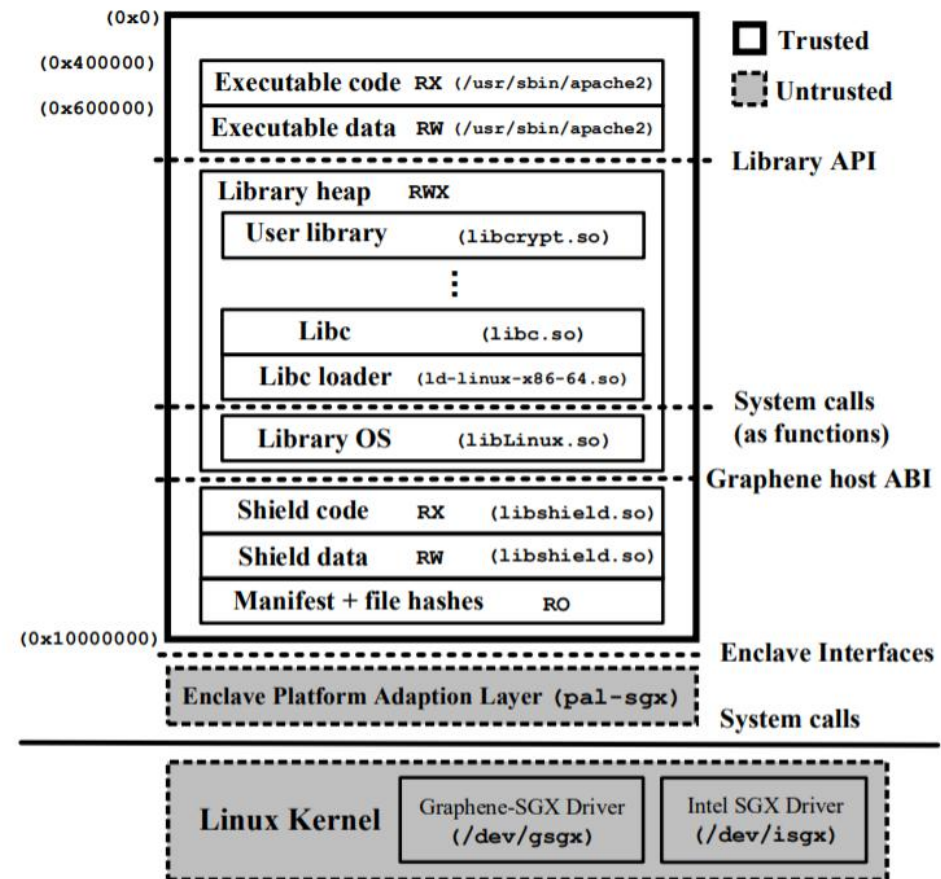 (0x0)
Trusted
(0x400000)
Executable code RX (/usr/sbin/apache2)
Untrusted
(0x600000)
Executable data RW (/usr/sbin/apache2)
Library API
Library heap RWX
User library (libcrypt.so)
⋮
Libc (libc.so)
Libc loader (ld-linux-x86-64.so)
System calls
(as functions)
Library OS (libLinux.so)
Graphene host ABI
Shield code RX (libshield.so)
Shield data RW (libshield.so)
Manifest + file hashes RO
(0x10000000)
Enclave Interfaces
Enclave Platform Adaption Layer (pal-sgx)
System calls
Linux Kernel
Graphene-SGX Driver
(/dev/gsgx)
Intel SGX Driver
(/dev/isgx)